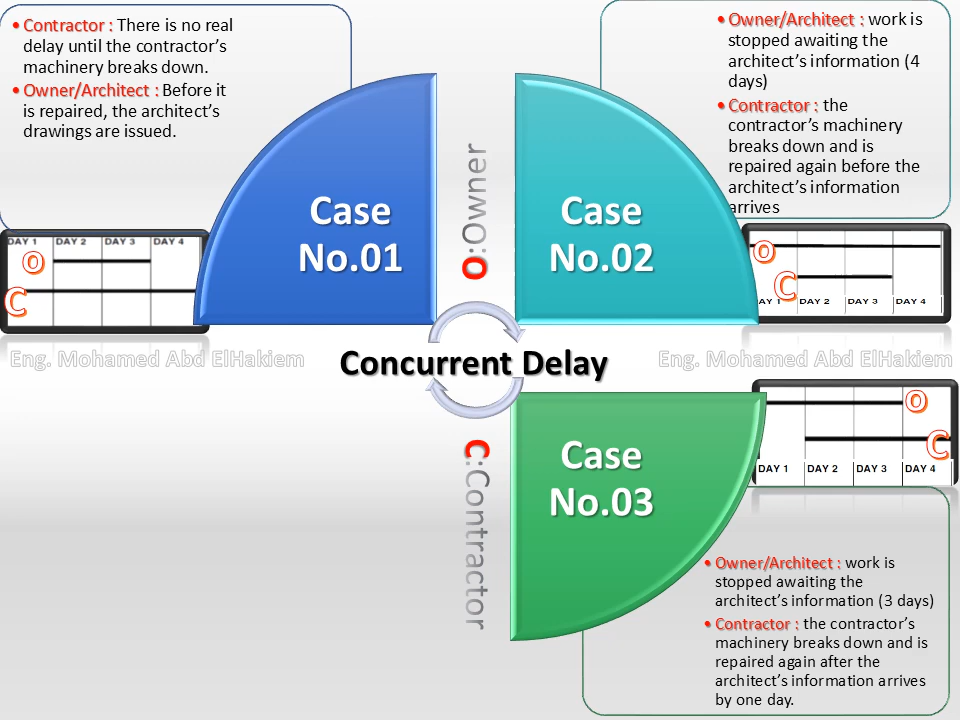 • Contractor : There is no real
delay until the contractor's
machinery breaks down.
• Owner/Architect : Before it
is repaired, the architect's
drawings are issued.
• Owner/Architect : work is
stopped awaiting the
architect's information (4
days)
• Contractor : the
contractor's machinery
breaks down and is
repaired again before the
architect's information
arrives
Case
No.01
O:Owner
Case
No.02
DAY 1 DAY 2 DAY 3 DAY 4
O
C
O
C
AY 1 DAY 2 DAY 3 DAY 4
Eng. Mohamed Abd ElHakiem
Concurrent Delay
Eng. Mohamed Abd ElHakiem
C:Contractor
Case
No.03
O
C
DAY 1 DAY 2 DAY 3 DAY 4
• Owner/Architect : work is
stopped awaiting the
architect's information (3 days)
• Contractor : the contractor's
machinery breaks down and is
repaired again after the
architect's information arrives
by one day.